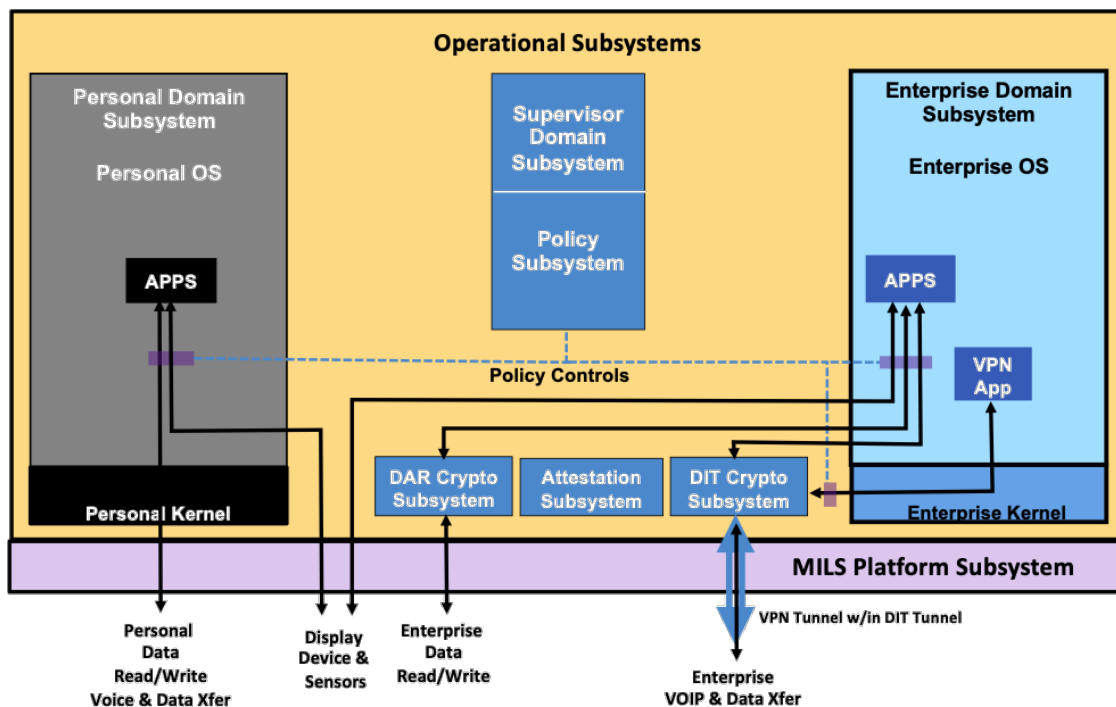 Operational Subsystems
Personal Domain
Subsystem
Personal OS
APPS
Personal Kernel
Supervisor
Domain
Subsystem
Policy
Subsystem
Policy Controls
Enterprise Domain
Subsystem
Enterprise OS
APPS
VPN
App
Enterprise Kernel
DAR Crypto
Subsystem
Attestation
Subsystem
DIT Crypto
Subsystem
MILS Platform Subsystem
Personal
Data
Read/Write
Voice & Data Xfer
Display
Device &
Sensors
Enterprise
Data
Read/Write
VPN Tunnel w/in DIT Tunnel
Enterprise
VOIP & Data Xfer